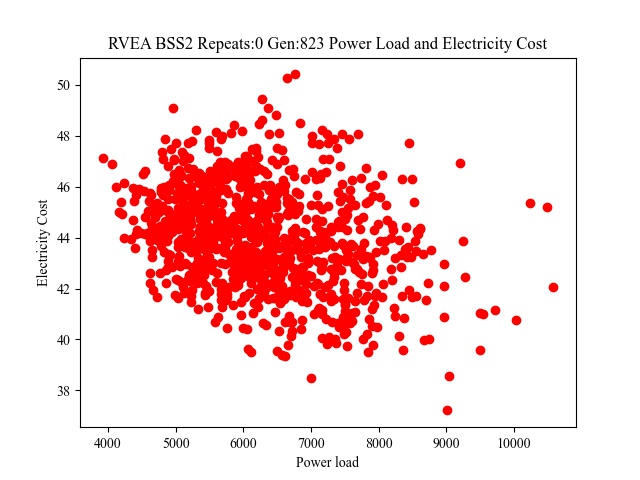 RVEA BSS2 Repeats:0 Gen:823 Power Load and Electricity Cost
50
48
46
44
42
40
38
Electricity Cost
4000 5000 6000 7000 8000 9000 10000
Power load